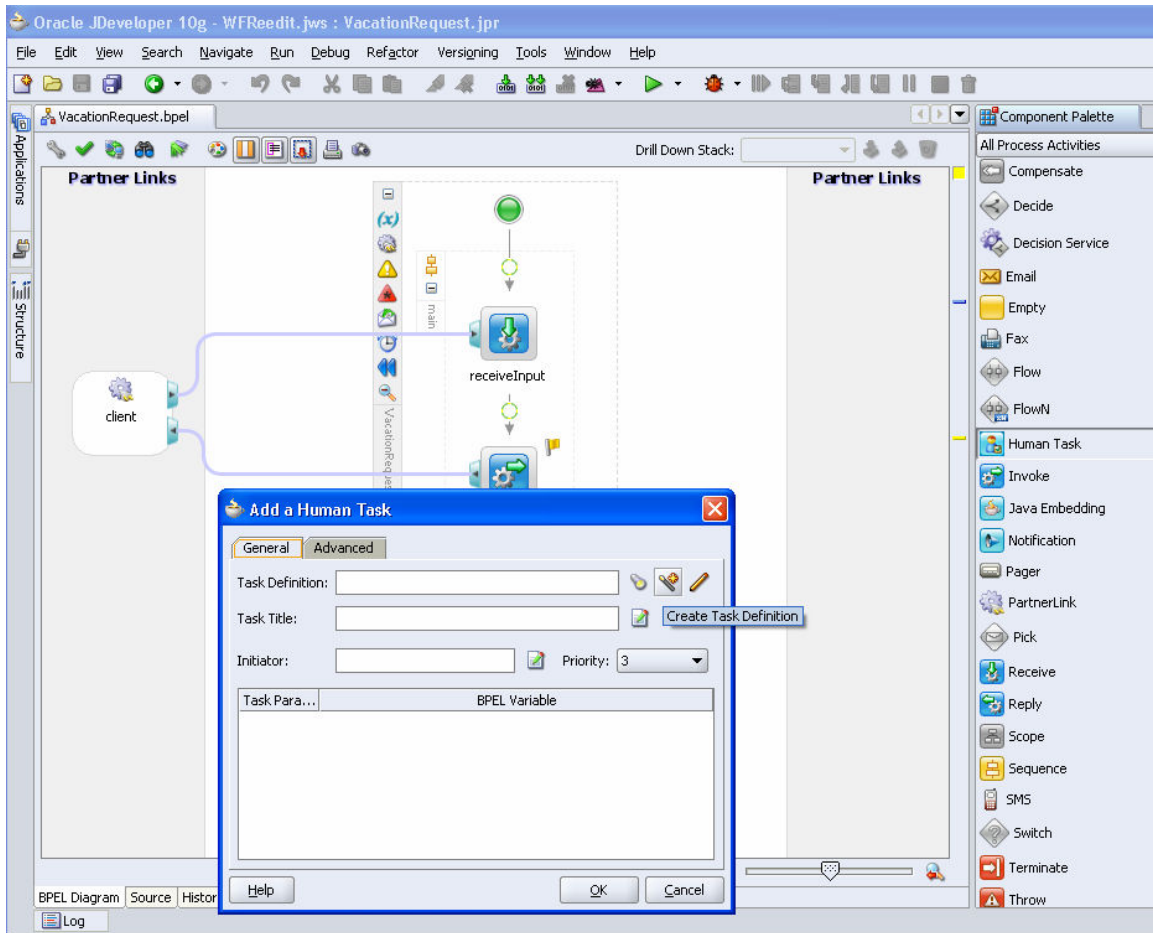 Oracle JDeveloper 10g - WFReedit.jws : VacationRequest.jpr
File Edit View Search Navigate Run Debug Refactor Versioning Tools Window Help
VacationRequest.bpel
Component Palette
Applications
Structure
Drill Down Stack:
All Process Activities
Partner Links
Partner Links
Compensate
Decide
Decision Service
Email
Empty
Fax
Flow
FlowN
Human Task
Invoke
Java Embedding
Notification
Pager
PartnerLink
Pick
Receive
Reply
Scope
Sequence
SMS
Switch
Terminate
Throw
(x)
main
receiveInput
client
VacationReques
Add a Human Task
General Advanced
Task Definition:
Create Task Definition
Task Title:
Initiator:
Priority: 3
Task Para... BPEL Variable
Help OK Cancel
BPEL Diagram Source Histor
Log